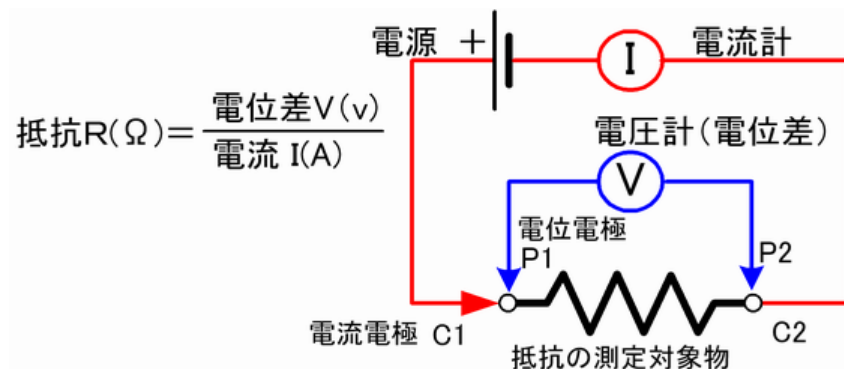 電源 +
I
電流計
抵抗R(Ω)=
電位差V(v)
電流 I(A)
電圧計(電位差)
V
電位電極
P1
P2
電流電極 C1
C2
抵抗の測定対象物